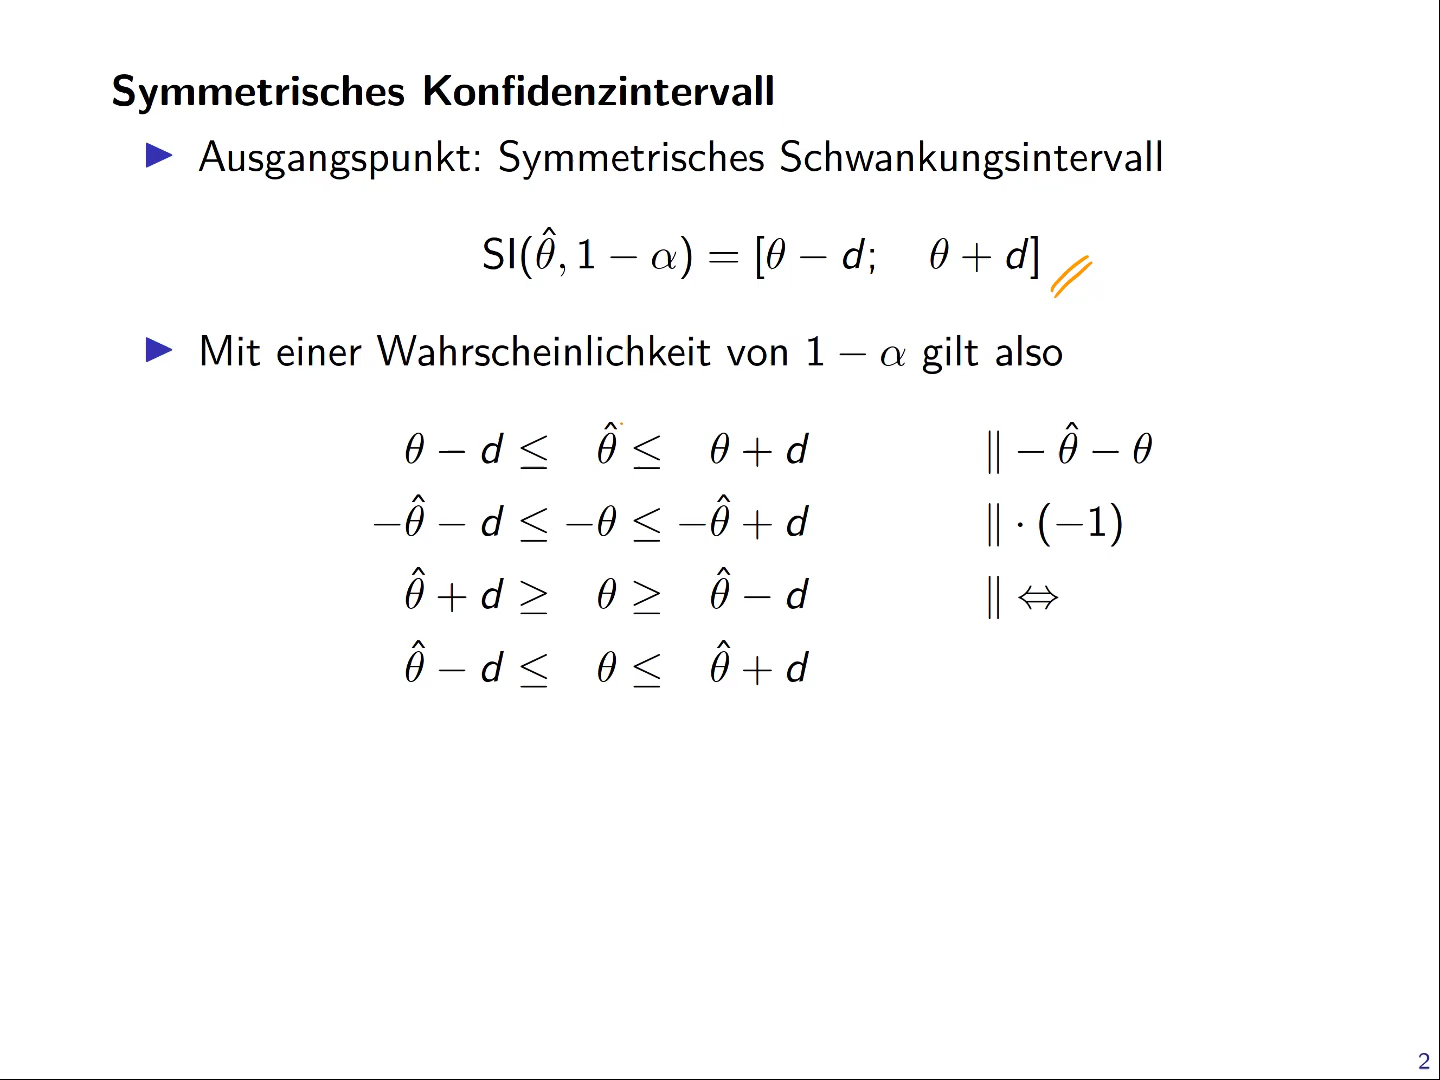 Symmetrisches Konfidenzintervall
▶ Ausgangspunkt: Symmetrisches Schwankungsintervall
SI(θ̂, 1 − α) = [θ − d; θ + d]
▶ Mit einer Wahrscheinlichkeit von 1 − α gilt also
θ − d ≤ θ̂ ≤ θ + d ‖ − θ̂ − θ
−θ̂ − d ≤ −θ ≤ −θ̂ + d ‖ · (−1)
θ̂ + d ≥ θ ≥ θ̂ − d ‖ ⇔
θ̂ − d ≤ θ ≤ θ̂ + d
2